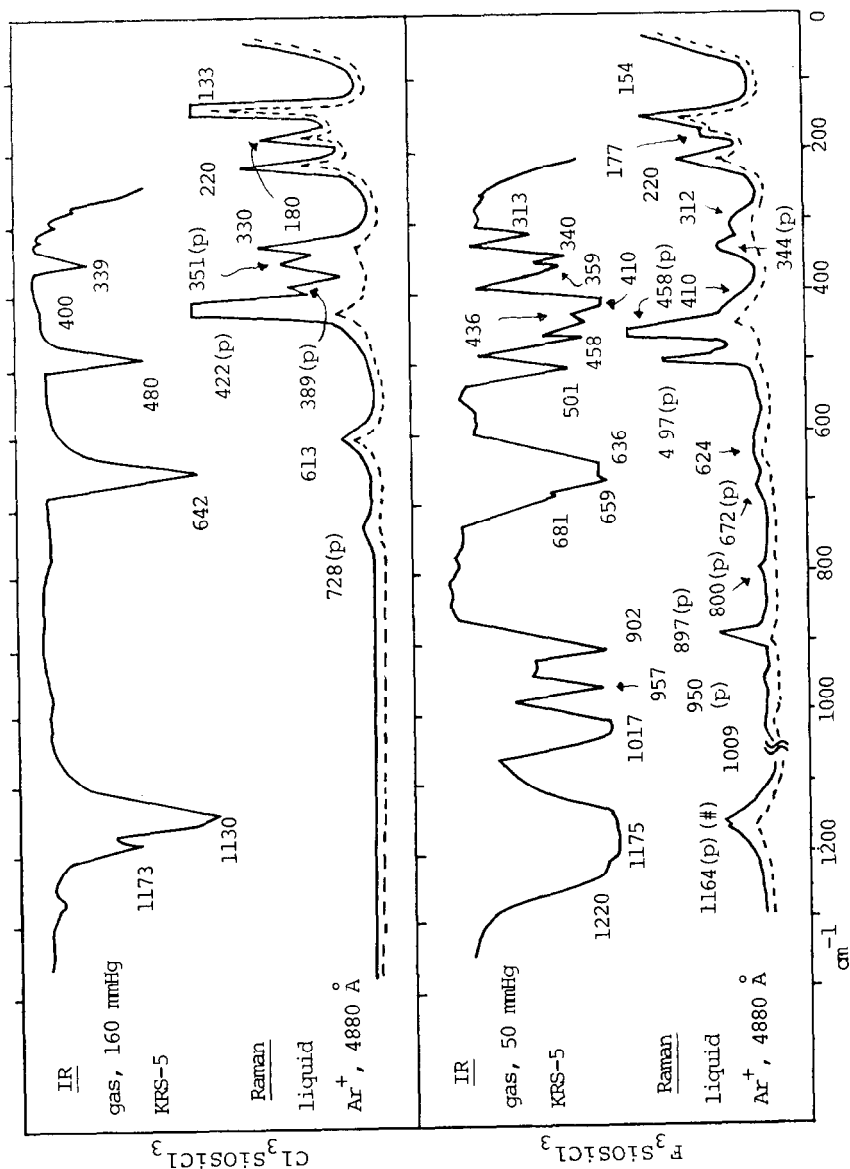 Cl3SiOSiCl3
IR
gas, 160 mmHg
KRS-5
1173
1130
642
480
400
339
Raman
liquid
Ar+, 4880 Å
728(p)
613
422(p)
389(p)
351(p)
330
220
180
133
F3SiOSiCl3
IR
gas, 50 mmHg
KRS-5
1220
1175
1017
957
902
681
659
636
501
458
436
410
359
340
313
Raman
liquid
Ar+, 4880 Å
1164(p)(#)
1009
950
(p)
897(p)
800(p)
672(p)
624
497(p)
458(p)
410
344(p)
312
220
177
154
cm-1
1200
1000
800
600
400
200
0